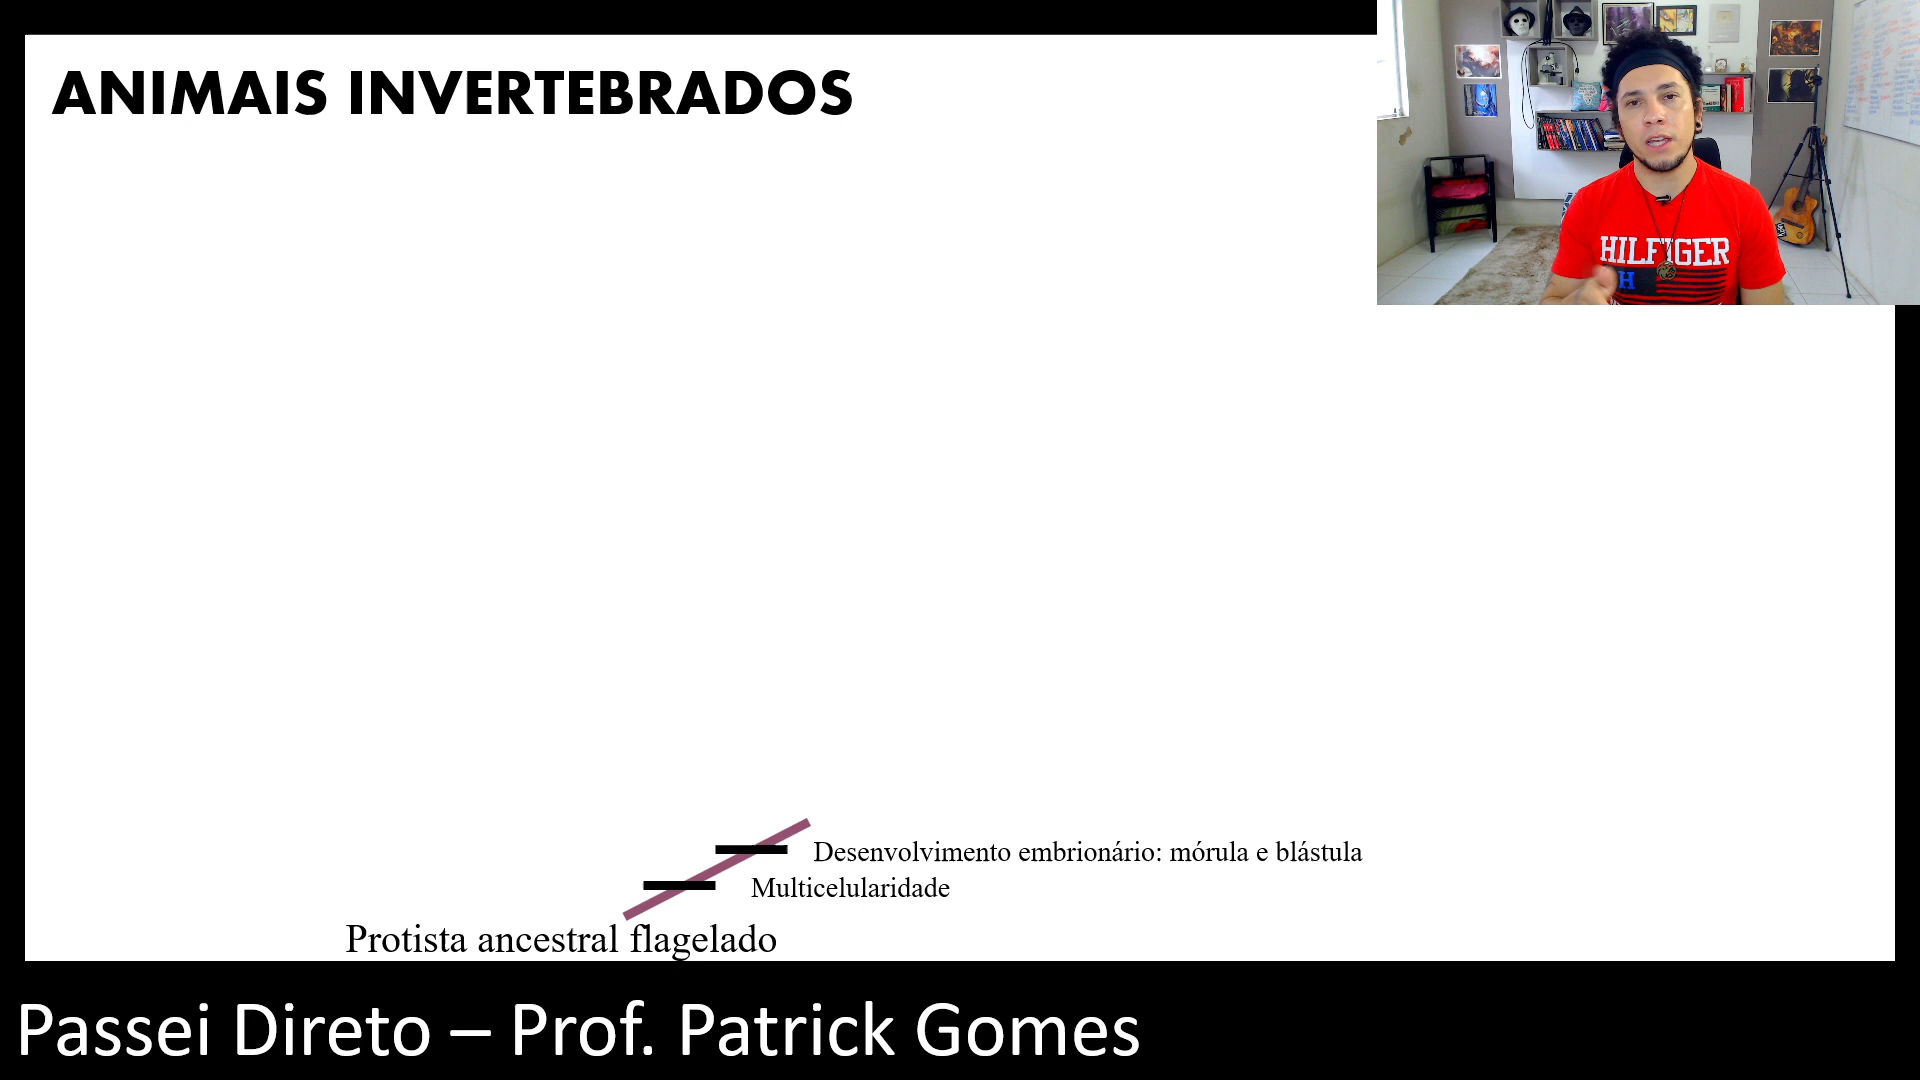 ANIMAIS INVERTEBRADOS
HILFIGER
H
Desenvolvimento embrionário: mórula e blástula
Multicelularidade
Protista ancestral flagelado
Passei Direto – Prof. Patrick Gomes